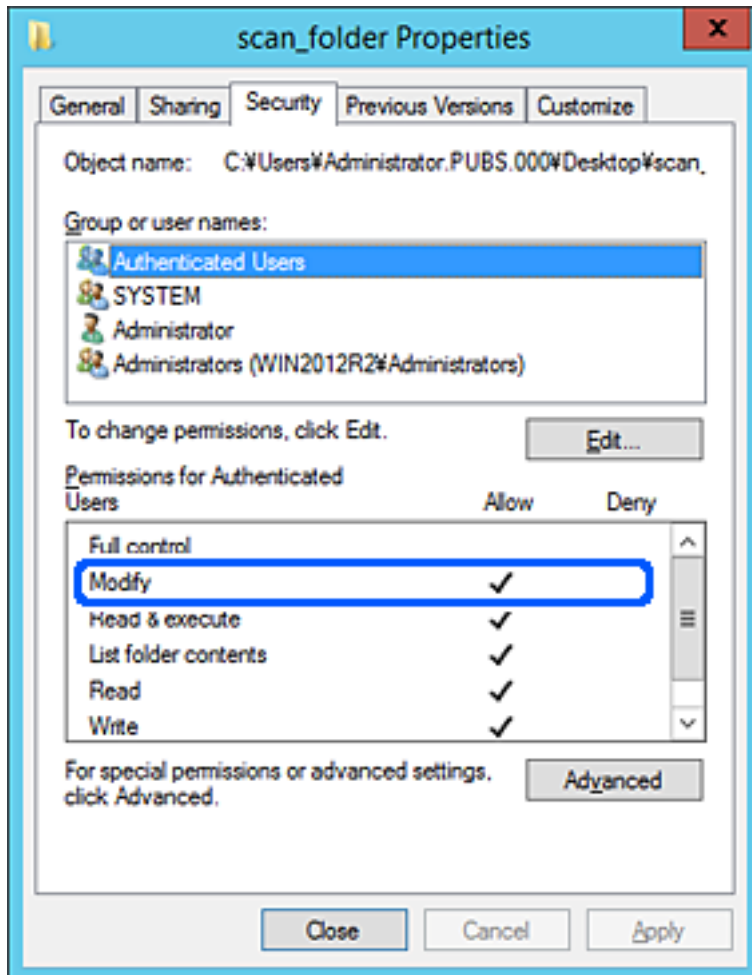 scan_folder Properties
x
General Sharing Security Previous Versions Customize
Object name: C:¥Users¥Administrator.PUBS.000¥Desktop¥scan_
Group or user names:
Authenticated Users
SYSTEM
Administrator
Administrators (WIN2012R2¥Administrators)
To change permissions, click Edit. Edit...
Permissions for Authenticated
Users Allow Deny
Full control
Modify
Read & execute
List folder contents
Read
Write
For special permissions or advanced settings, Advanced
click Advanced.
Close Cancel Apply